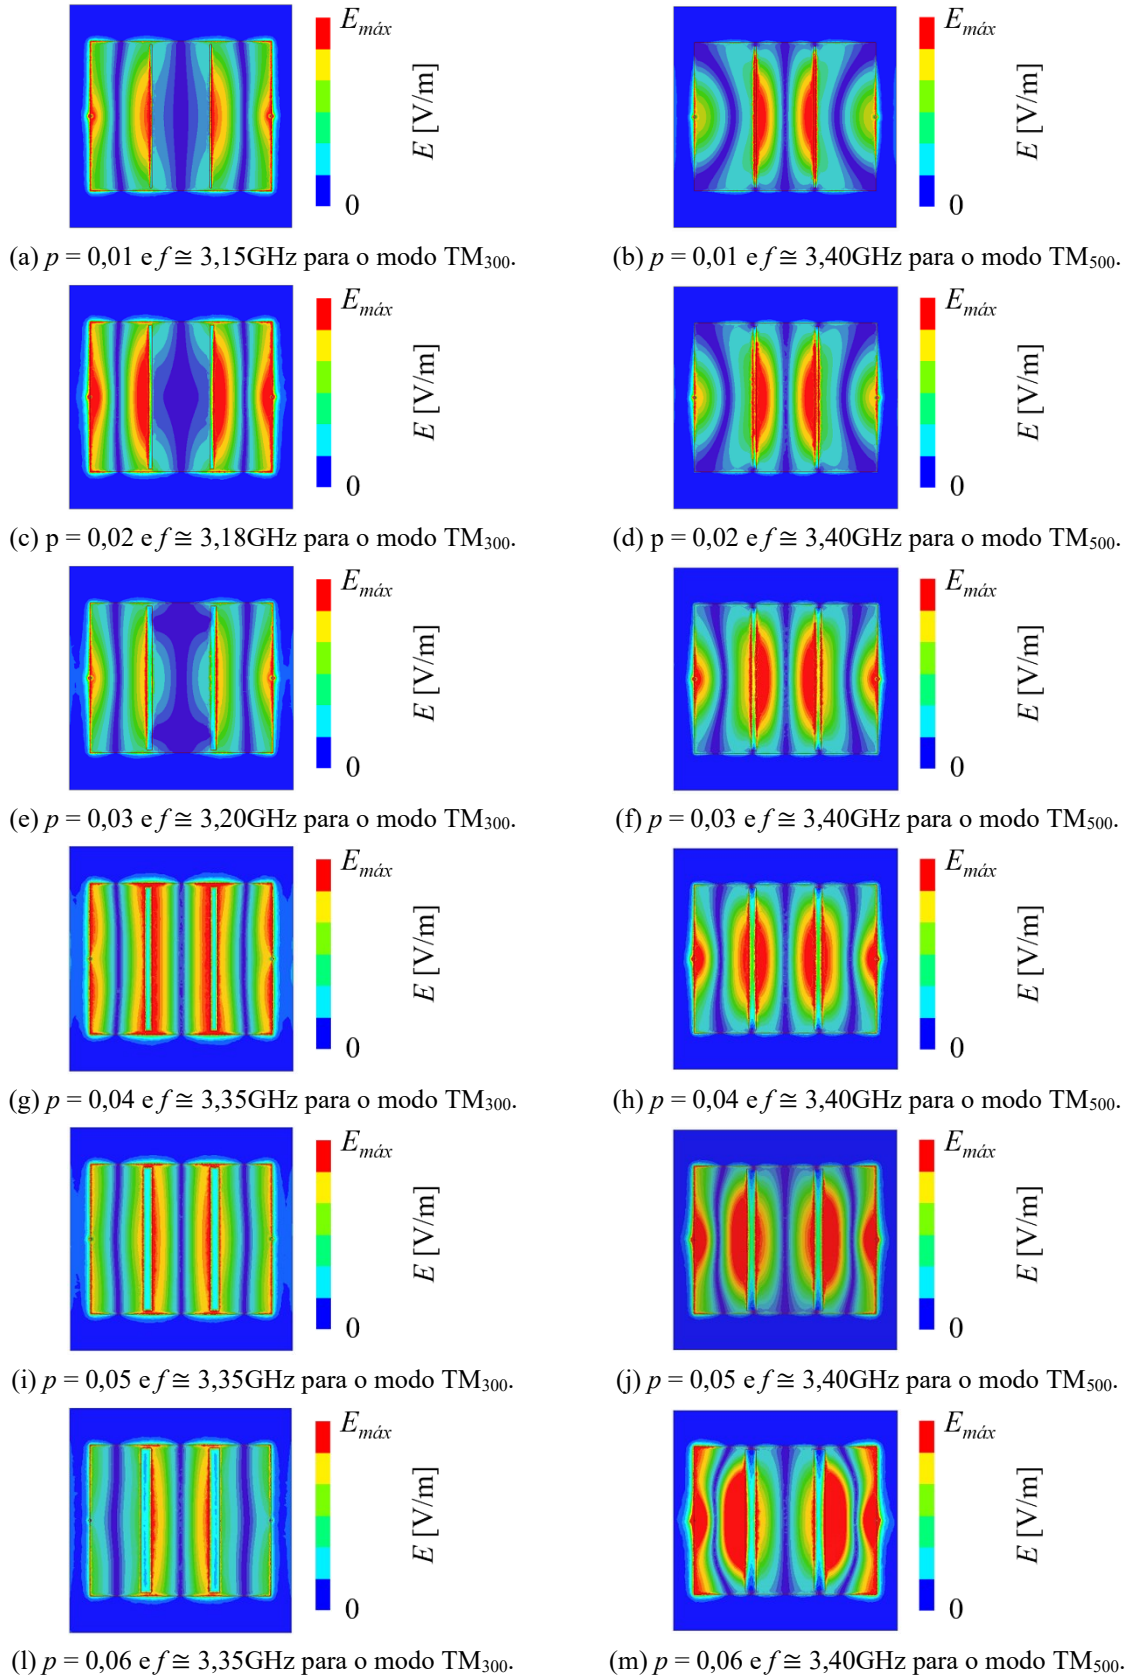 E_máx E_máx
E [V/m] E [V/m]
0 0
(a) p = 0,01 e f ≅ 3,15GHz para o modo TM₃₀₀. (b) p = 0,01 e f ≅ 3,40GHz para o modo TM₅₀₀.
E_máx E_máx
E [V/m] E [V/m]
0 0
(c) p = 0,02 e f ≅ 3,18GHz para o modo TM₃₀₀. (d) p = 0,02 e f ≅ 3,40GHz para o modo TM₅₀₀.
E_máx E_máx
E [V/m] E [V/m]
0 0
(e) p = 0,03 e f ≅ 3,20GHz para o modo TM₃₀₀. (f) p = 0,03 e f ≅ 3,40GHz para o modo TM₅₀₀.
E_máx E_máx
E [V/m] E [V/m]
0 0
(g) p = 0,04 e f ≅ 3,35GHz para o modo TM₃₀₀. (h) p = 0,04 e f ≅ 3,40GHz para o modo TM₅₀₀.
E_máx E_máx
E [V/m] E [V/m]
0 0
(i) p = 0,05 e f ≅ 3,35GHz para o modo TM₃₀₀. (j) p = 0,05 e f ≅ 3,40GHz para o modo TM₅₀₀.
E_máx E_máx
E [V/m] E [V/m]
0 0
(l) p = 0,06 e f ≅ 3,35GHz para o modo TM₃₀₀. (m) p = 0,06 e f ≅ 3,40GHz para o modo TM₅₀₀.